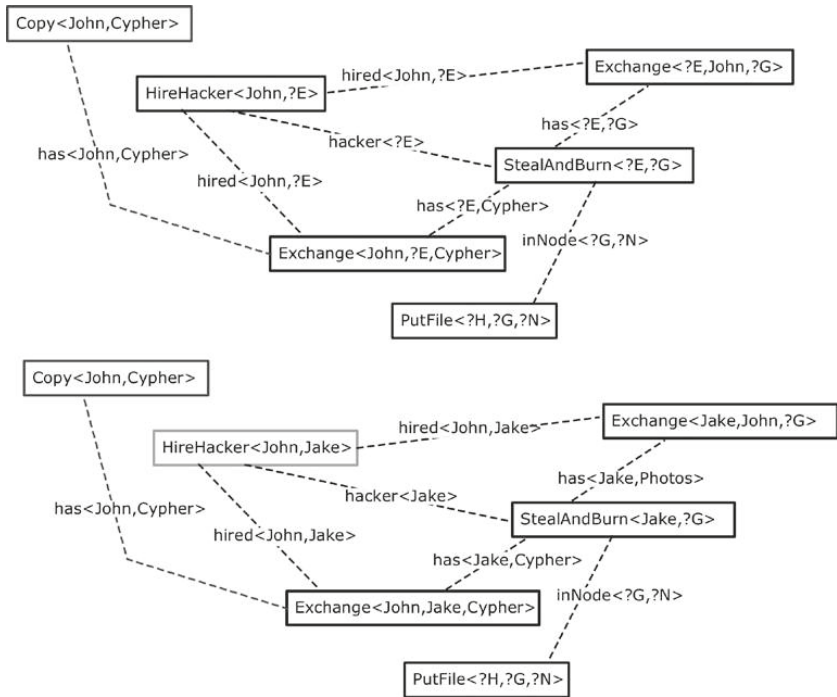 Copy<John,Cypher>
HireHacker<John,?E>
hired<John,?E>
Exchange<?E,John,?G>
has<?E,?G>
hacker<?E>
has<John,Cypher>
StealAndBurn<?E,?G>
hired<John,?E>
has<?E,Cypher>
inNode<?G,?N>
Exchange<John,?E,Cypher>
PutFile<?H,?G,?N>
Copy<John,Cypher>
HireHacker<John,Jake>
hired<John,Jake>
Exchange<Jake,John,?G>
has<Jake,Photos>
hacker<Jake>
has<John,Cypher>
StealAndBurn<Jake,?G>
hired<John,Jake>
has<Jake,Cypher>
inNode<?G,?N>
Exchange<John,Jake,Cypher>
PutFile<?H,?G,?N>